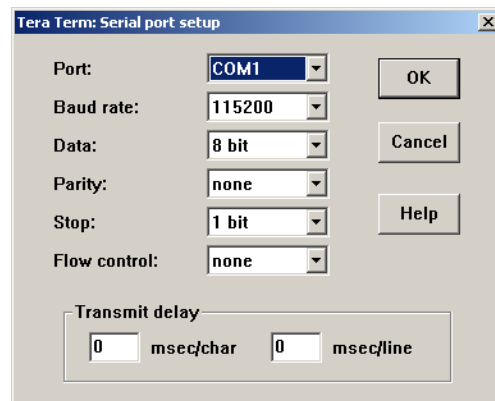 Tera Term: Serial port setup
Port: COM1 OK
Baud rate: 115200
Data: 8 bit Cancel
Parity: none
Stop: 1 bit Help
Flow control: none
Transmit delay
0 msec/char 0 msec/line